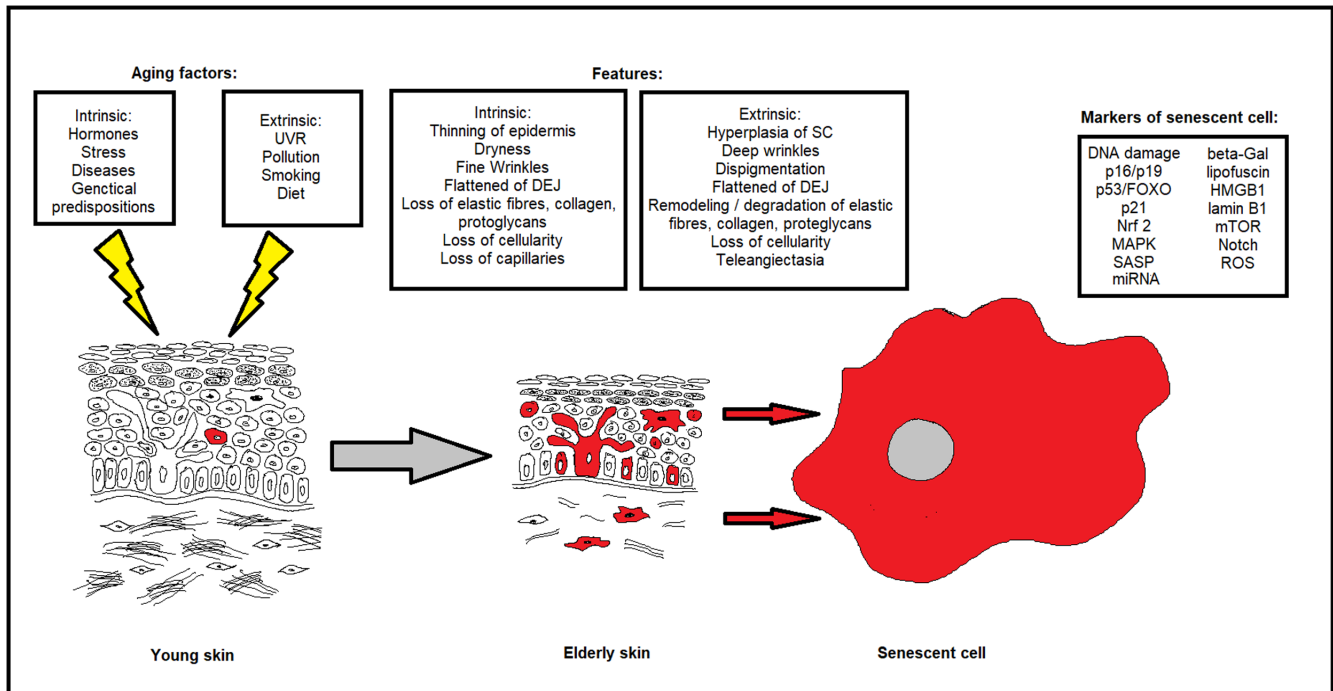 Aging factors:
Intrinsic:
Hormones
Stress
Diseases
Genctical
predispositions
Extrinsic:
UVR
Pollution
Smoking
Diet
Features:
Intrinsic:
Thinning of epidermis
Dryness
Fine Wrinkles
Flattened of DEJ
Loss of elastic fibres, collagen,
protoglycans
Loss of cellularity
Loss of capillaries
Extrinsic:
Hyperplasia of SC
Deep wrinkles
Dispigmentation
Flattened of DEJ
Remodeling / degradation of elastic
fibres, collagen, proteglycans
Loss of cellularity
Teleangiectasia
Markers of senescent cell:
DNA damage
p16/p19
p53/FOXO
p21
Nrf 2
MAPK
SASP
miRNA
beta-Gal
lipofuscin
HMGB1
lamin B1
mTOR
Notch
ROS
Young skin
Elderly skin
Senescent cell